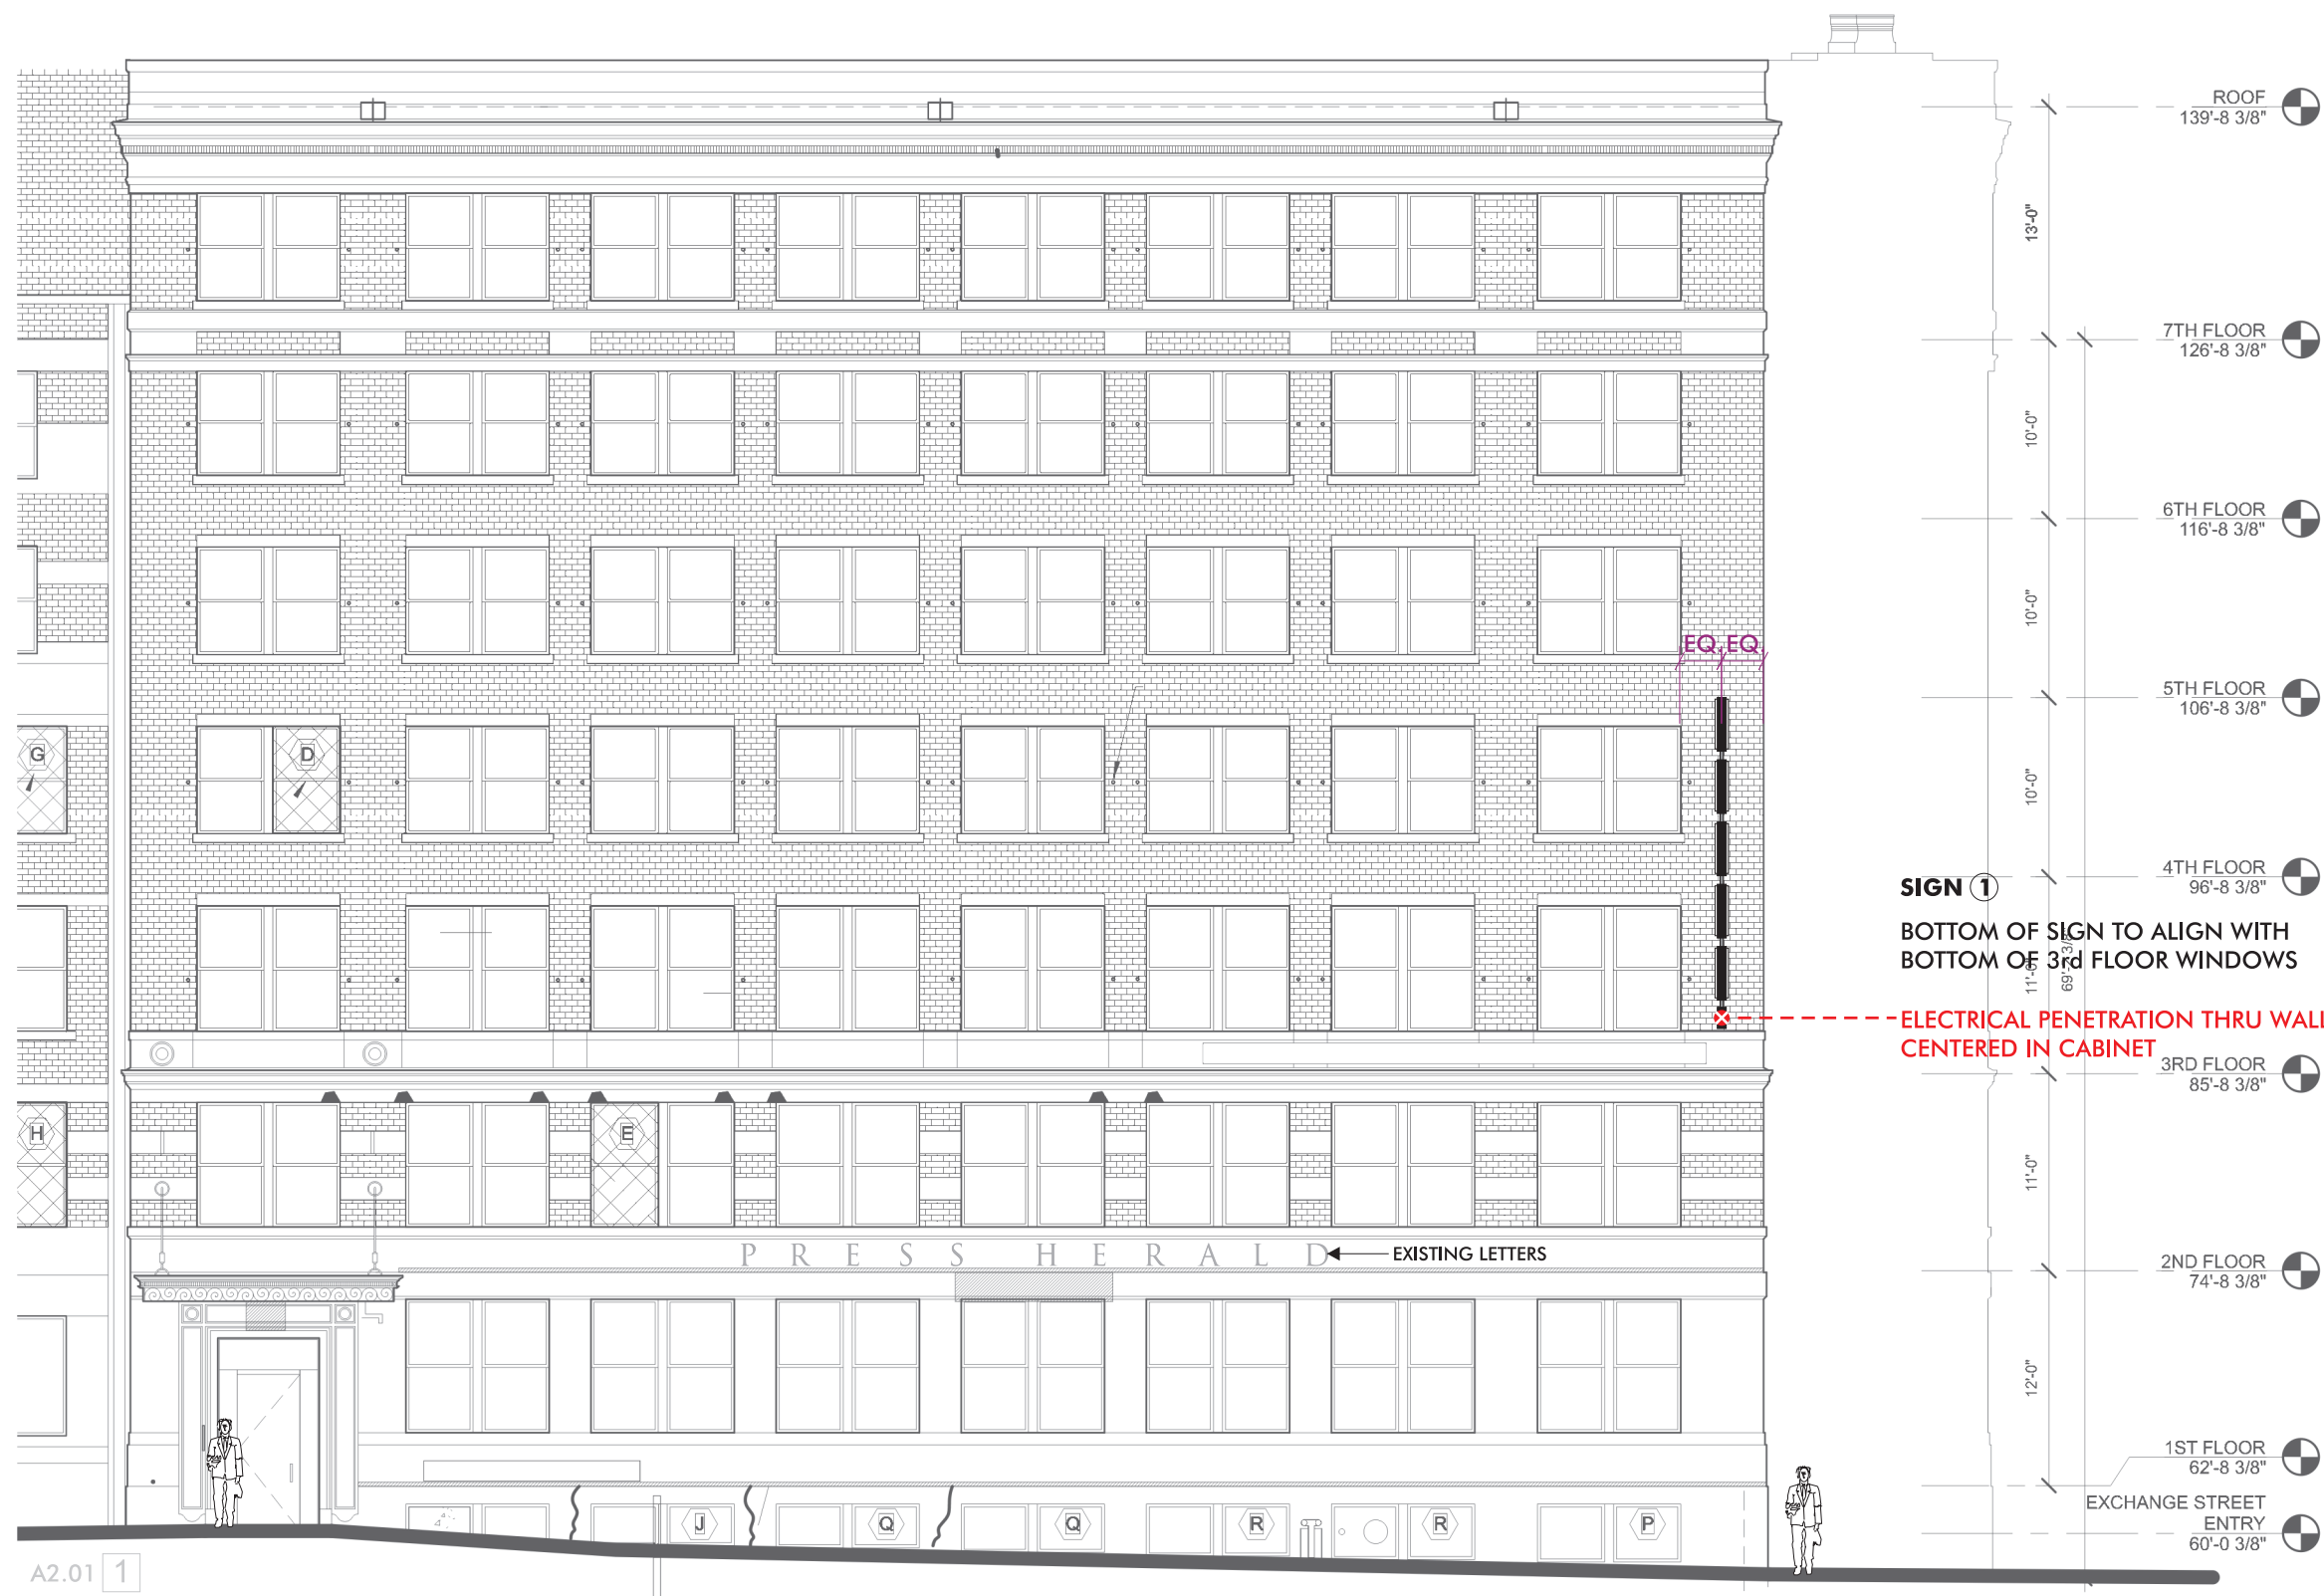 ROOF
139'-8 3/8"
13'-0"
7TH FLOOR
126'-8 3/8"
10'-0"
6TH FLOOR
116'-8 3/8"
10'-0"
EQ. EQ.
5TH FLOOR
106'-8 3/8"
G
D
10'-0"
4TH FLOOR
96'-8 3/8"
SIGN 1
BOTTOM OF SIGN TO ALIGN WITH
BOTTOM OF 3rd FLOOR WINDOWS
11'-0"
ELECTRICAL PENETRATION THRU WALL
CENTERED IN CABINET
3RD FLOOR
85'-8 3/8"
H
E
11'-0"
PRESS HERALD
EXISTING LETTERS
2ND FLOOR
74'-8 3/8"
12'-0"
1ST FLOOR
62'-8 3/8"
EXCHANGE STREET
ENTRY
60'-0 3/8"
J
Q
Q
R
R
P
A2.01 1